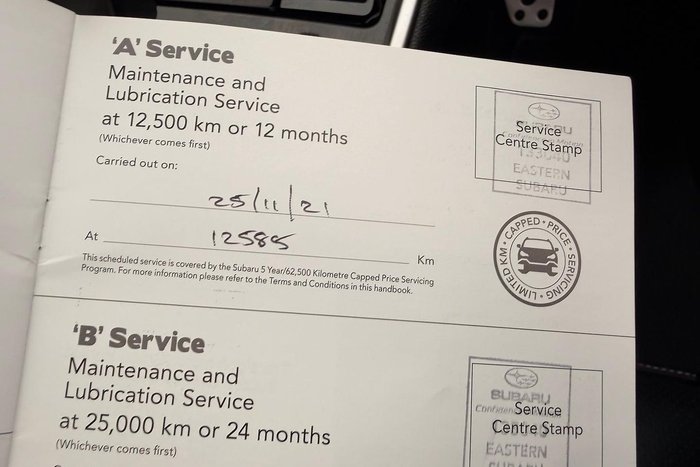 'A' Service
Maintenance and
Lubrication Service
at 12,500 km or 12 months
(Whichever comes first)
Carried out on:
25/11/21
At 12585 Km
This scheduled service is covered by the Subaru 5 Year/62,500 Kilometre Capped Price Servicing
Program. For more information please refer to the Terms and Conditions in this handbook.
SUBARU
Service
Centre Stamp
EASTERN
SUBARU
LIMITED KM • CAPPED • PRICE • SERVICING •
'B' Service
Maintenance and
Lubrication Service
at 25,000 km or 24 months
(Whichever comes first)
SUBARU
Service
Centre Stamp
EASTERN
SUBARU